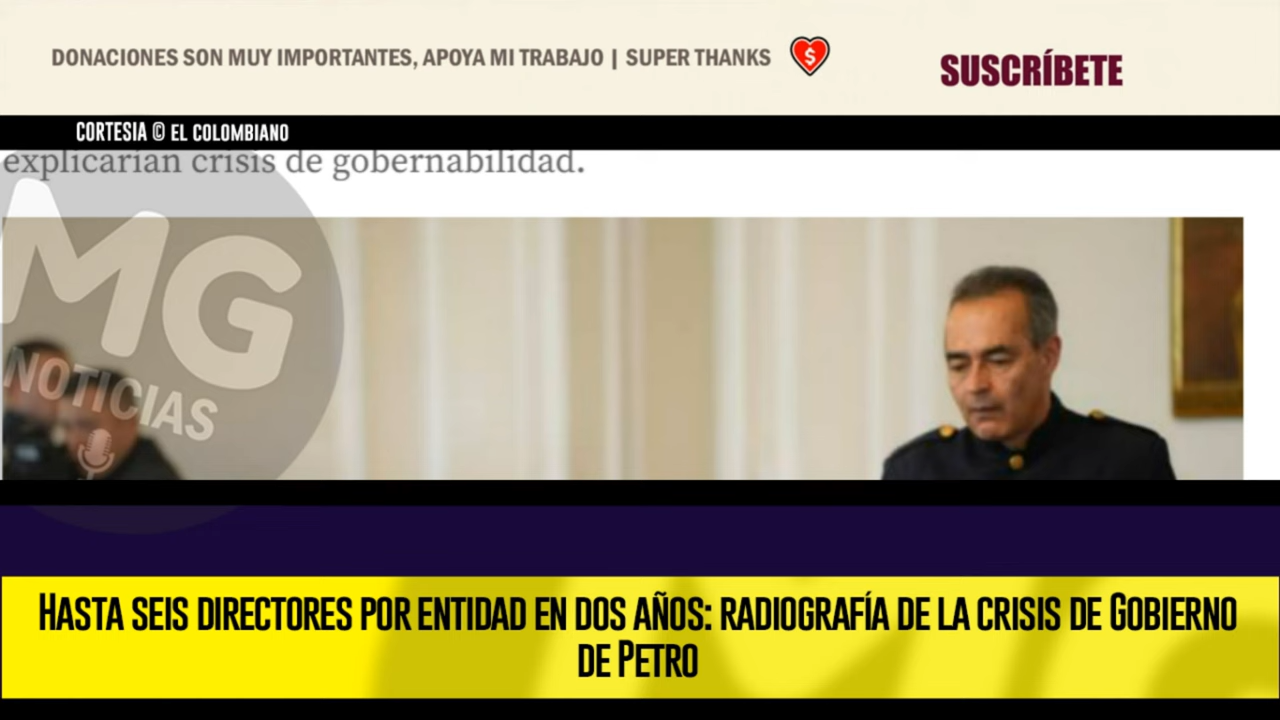 DONACIONES SON MUY IMPORTANTES, APOYA MI TRABAJO | SUPER THANKS
$
SUSCRÍBETE
CORTESIA © EL COLOMBIANO
explicarían crisis de gobernabilidad.
MG
NOTICIAS
HASTA SEIS DIRECTORES POR ENTIDAD EN DOS AÑOS: RADIOGRAFÍA DE LA CRISIS DE GOBIERNO
DE PETRO